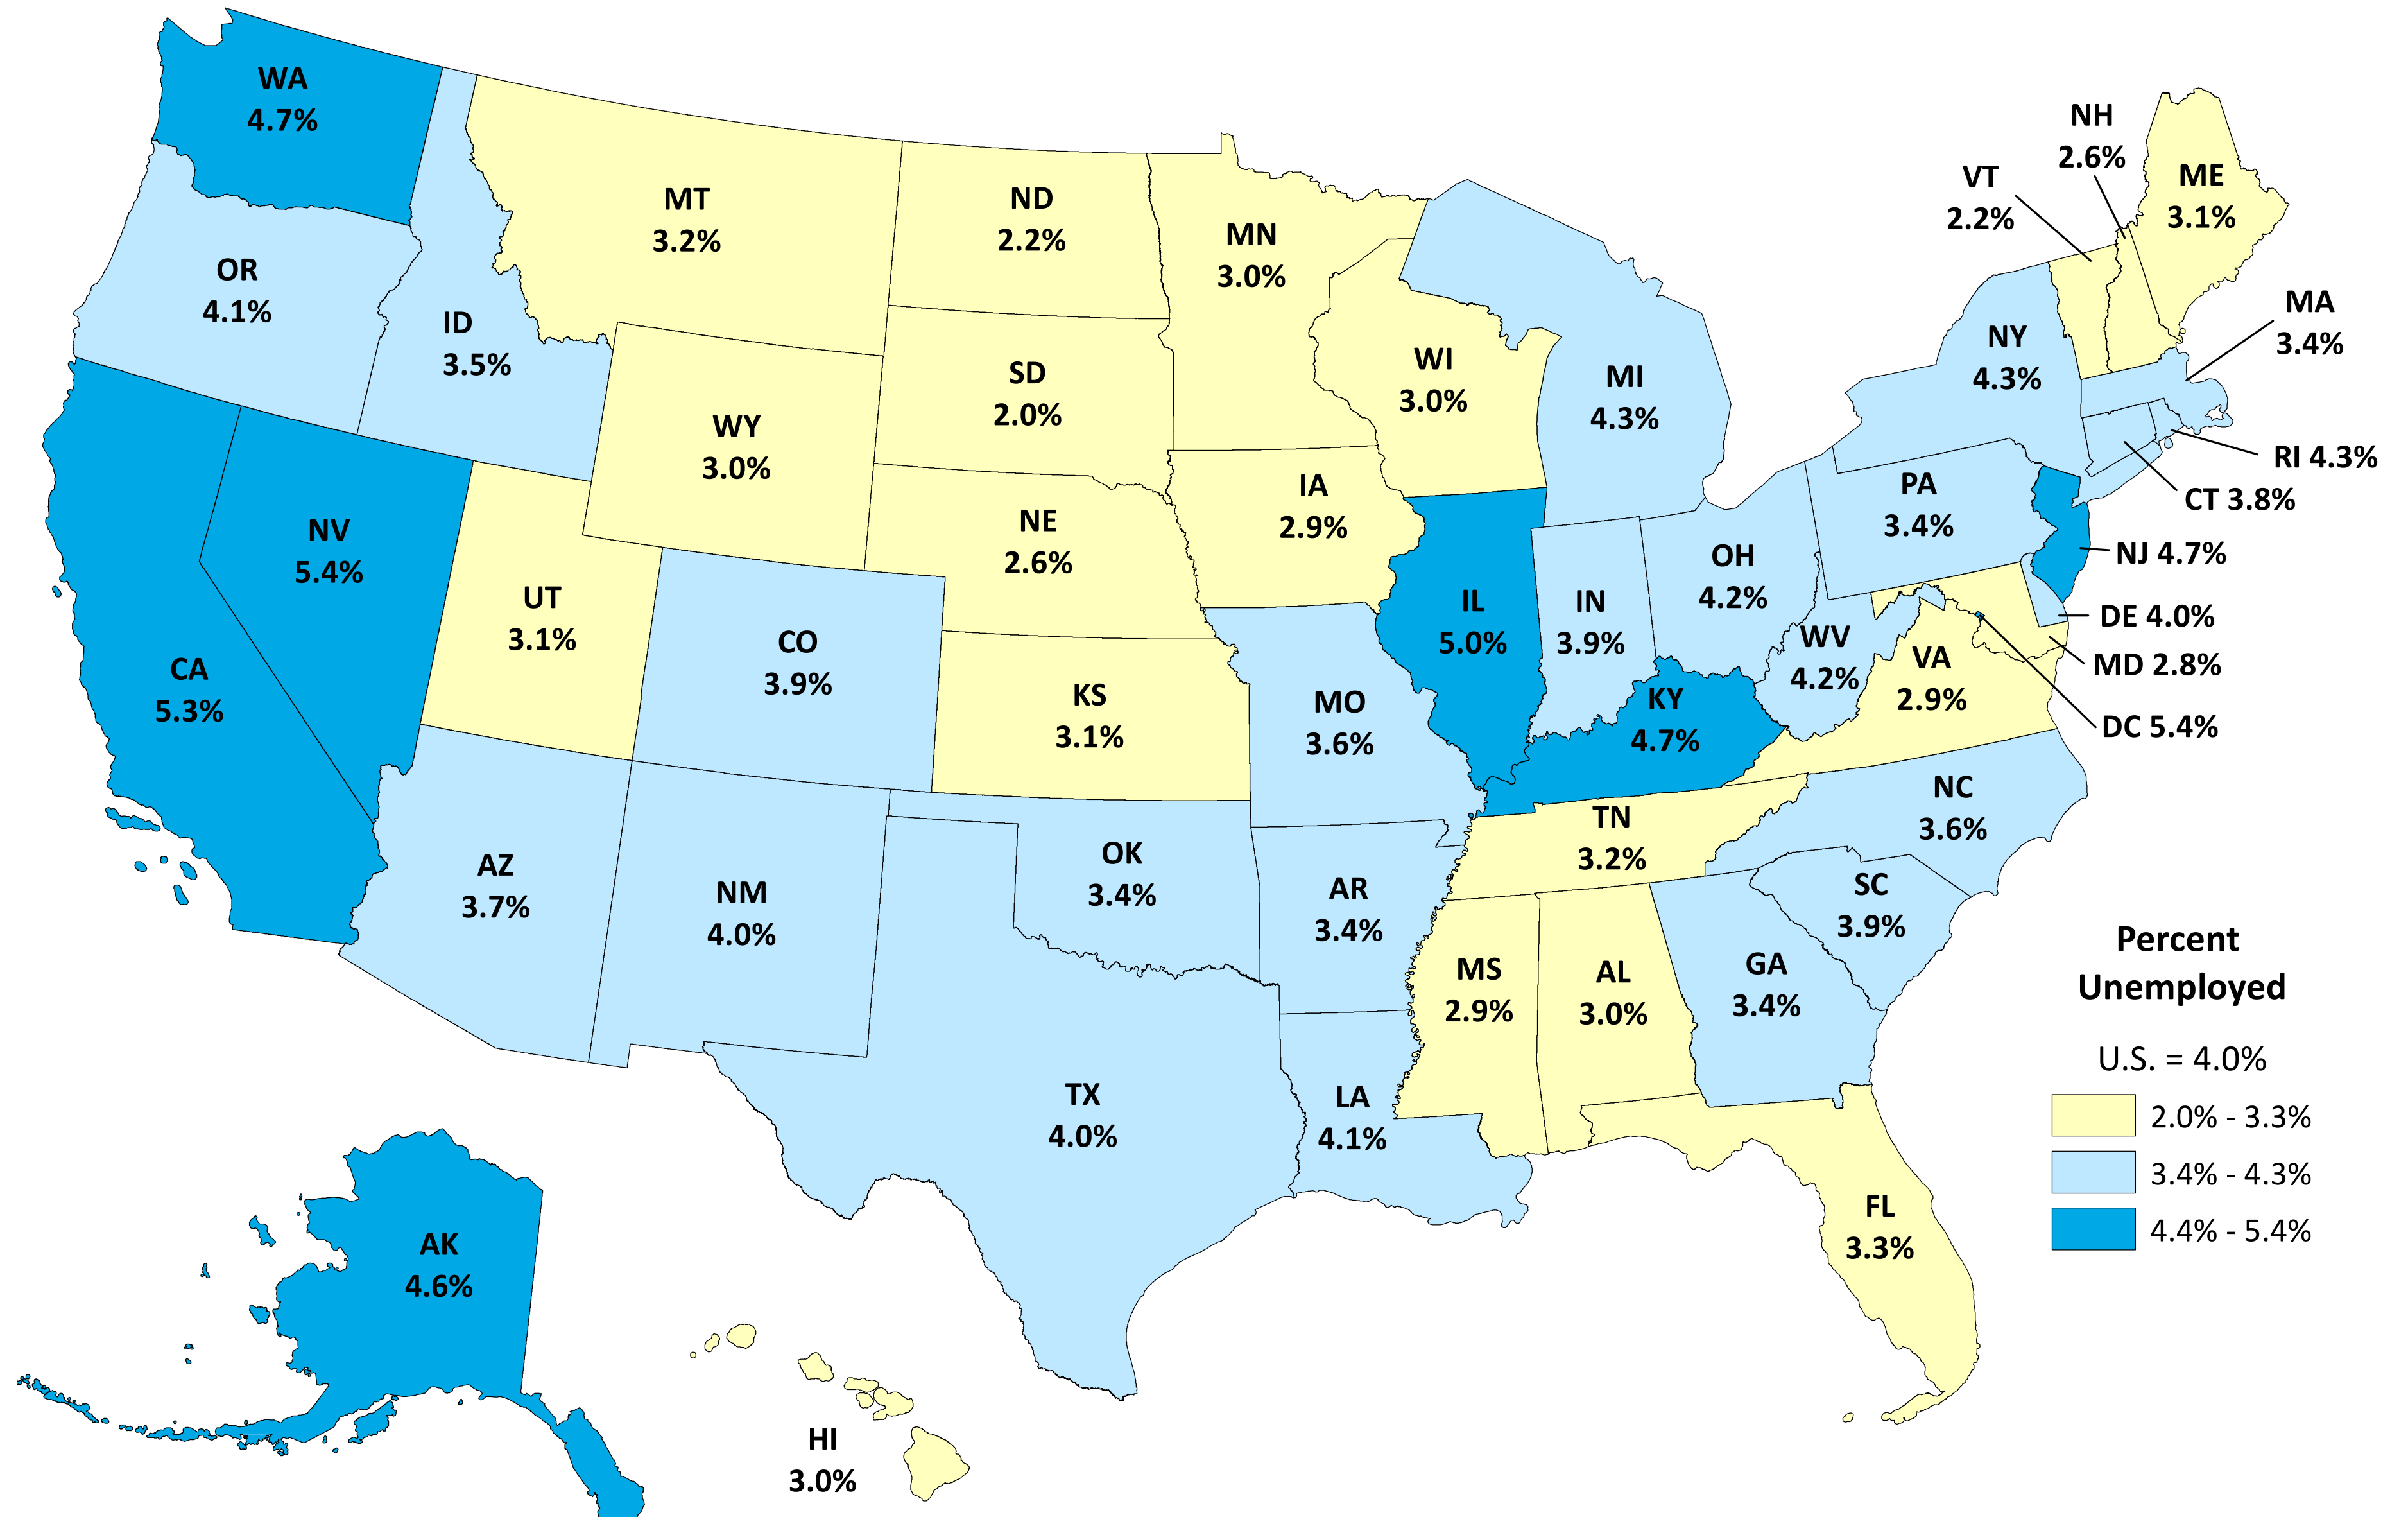 WA
4.7%
OR
4.1%
CA
5.3%
NV
5.4%
ID
3.5%
MT
3.2%
WY
3.0%
UT
3.1%
CO
3.9%
AZ
3.7%
NM
4.0%
ND
2.2%
SD
2.0%
NE
2.6%
KS
3.1%
OK
3.4%
TX
4.0%
MN
3.0%
IA
2.9%
MO
3.6%
AR
3.4%
LA
4.1%
WI
3.0%
IL
5.0%
MI
4.3%
IN
3.9%
OH
4.2%
KY
4.7%
TN
3.2%
MS
2.9%
AL
3.0%
GA
3.4%
FL
3.3%
SC
3.9%
NC
3.6%
VA
2.9%
WV
4.2%
PA
3.4%
NY
4.3%
VT
2.2%
NH
2.6%
ME
3.1%
MA
3.4%
RI 4.3%
CT 3.8%
NJ 4.7%
DE 4.0%
MD 2.8%
DC 5.4%
AK
4.6%
HI
3.0%
Percent
Unemployed
U.S. = 4.0%
2.0% - 3.3%
3.4% - 4.3%
4.4% - 5.4%